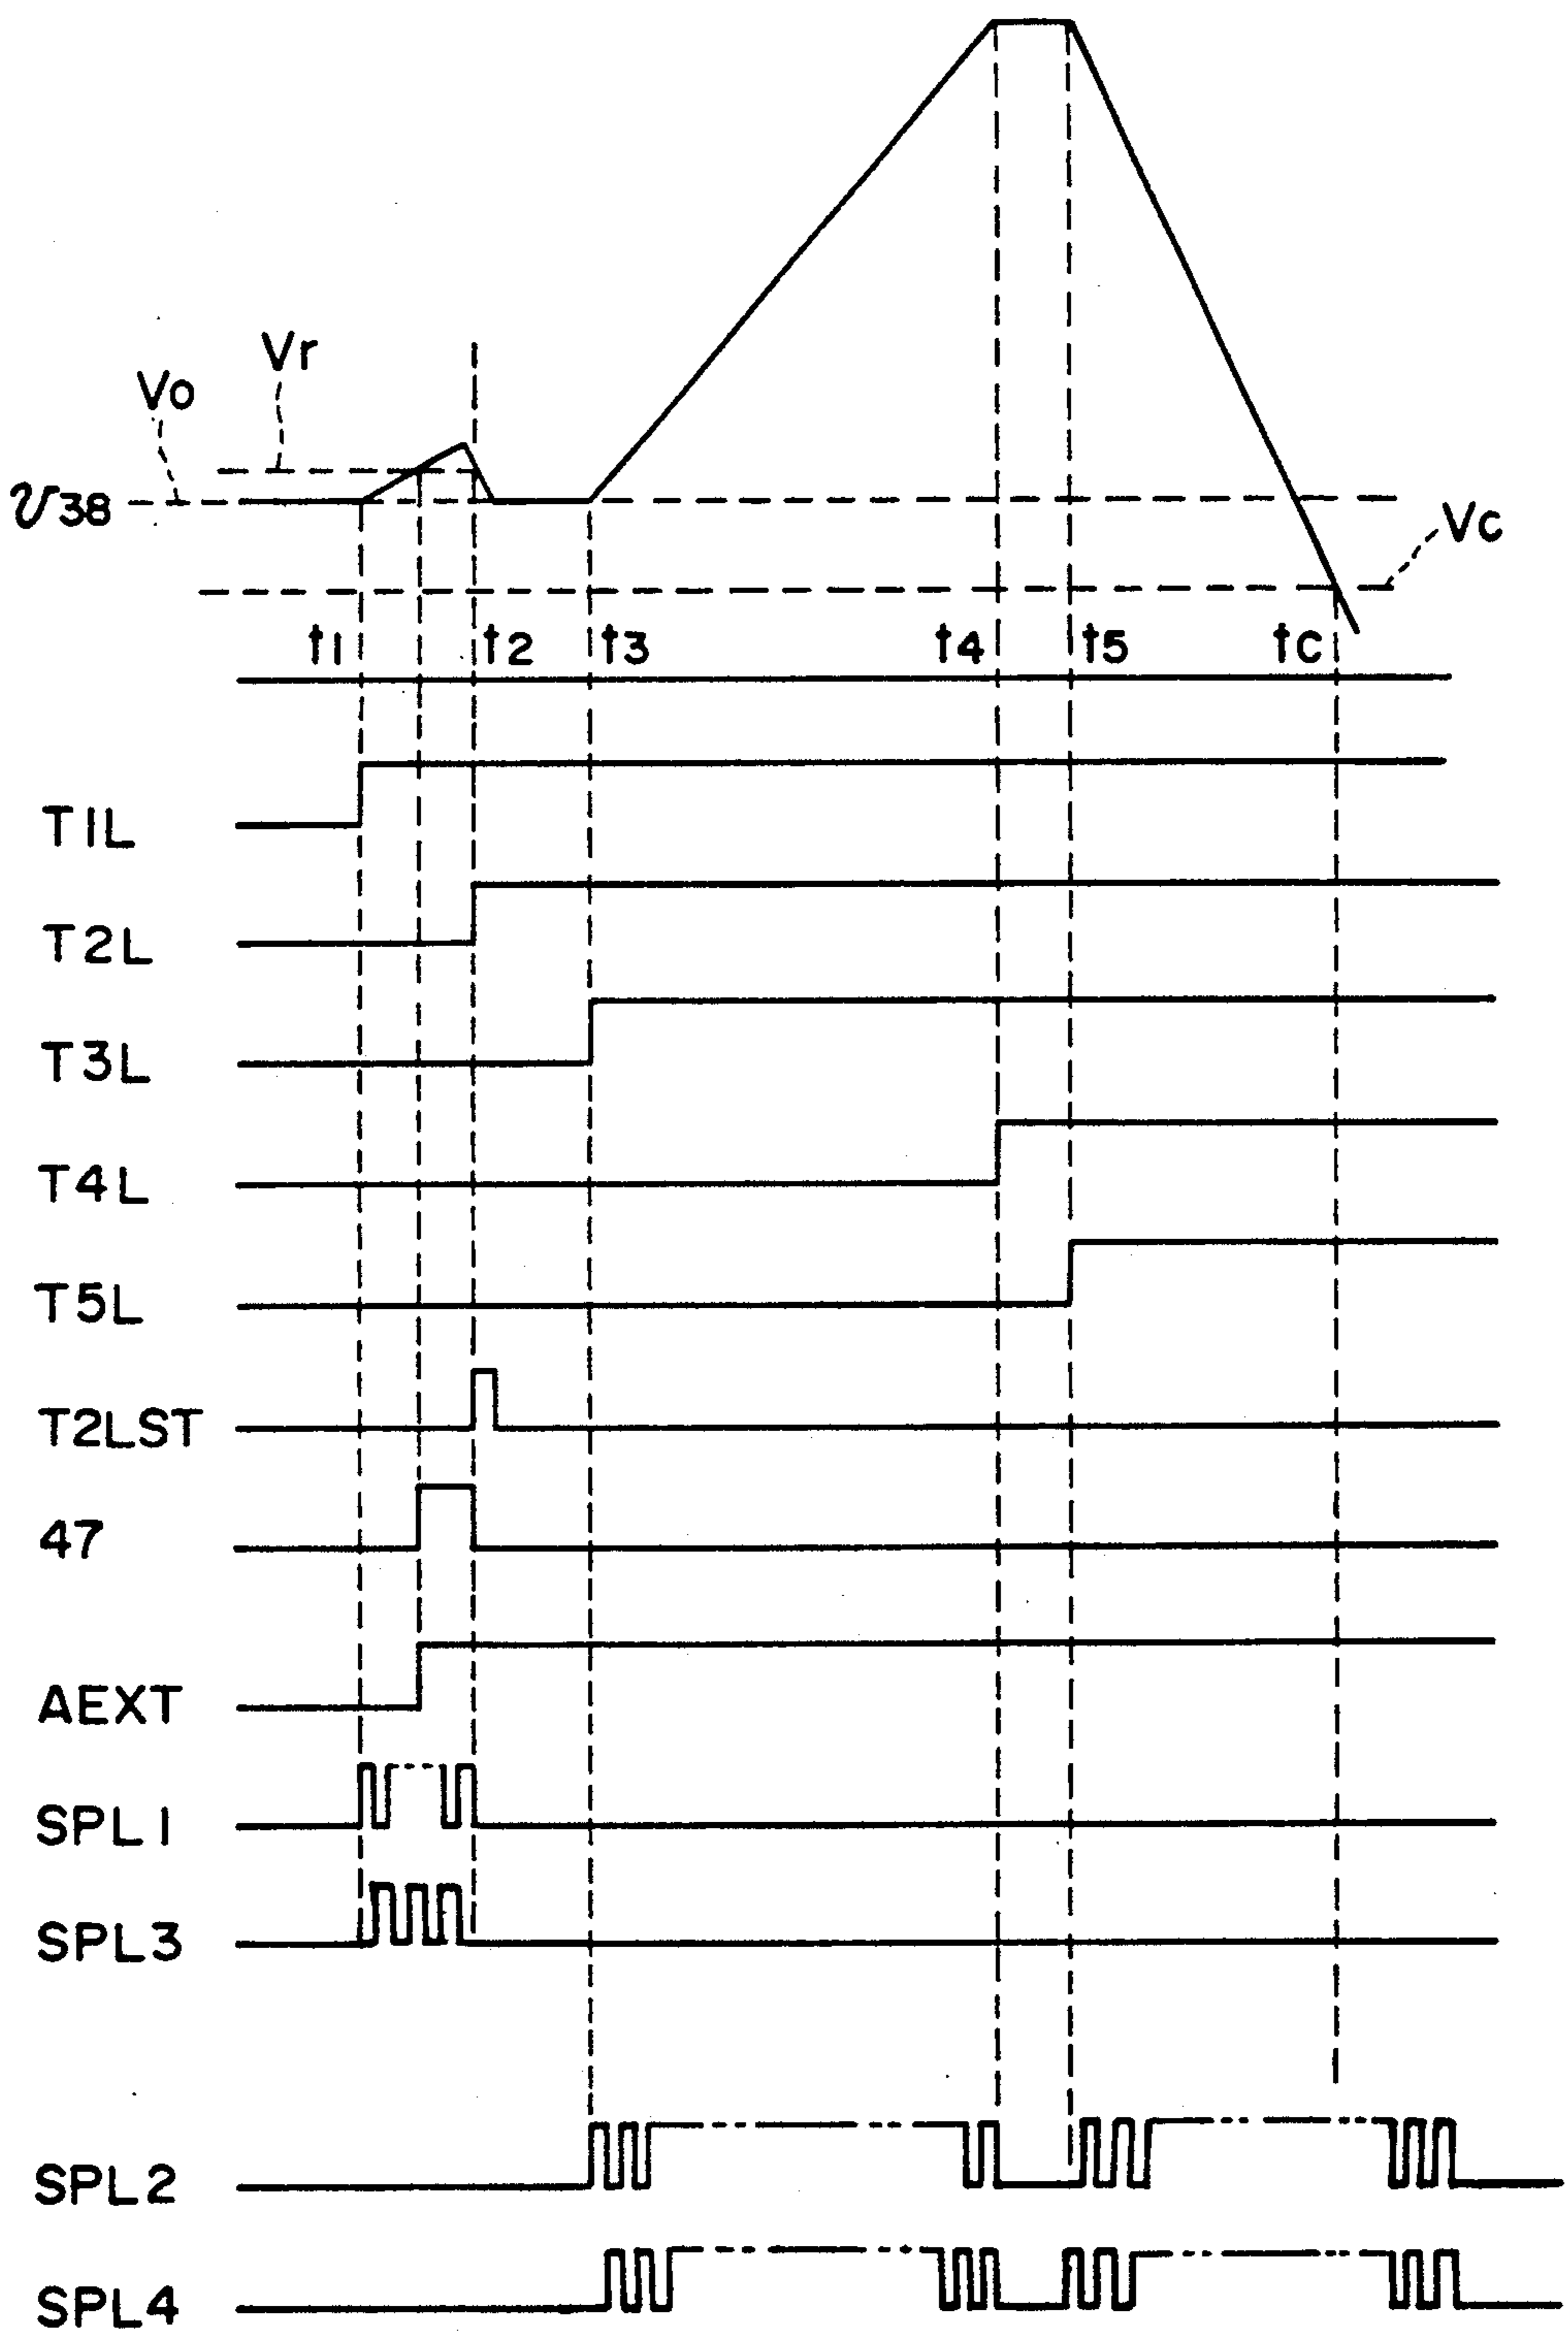 Vr
Vo
V38
Vc
t1 t2 t3 t4 t5 tc
T1L
T2L
T3L
T4L
T5L
T2LST
47
AEXT
SPL1
SPL3
SPL2
SPL4